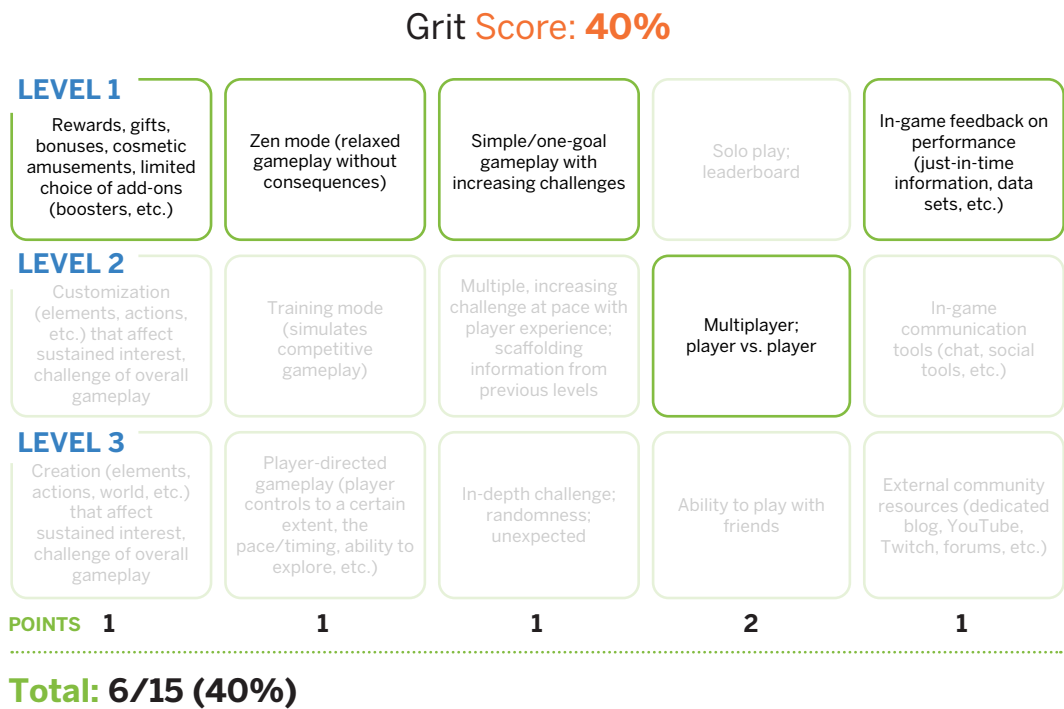 Grit Score: 40%
LEVEL 1
Rewards, gifts,
bonuses, cosmetic
amusements, limited
choice of add-ons
(boosters, etc.)
Zen mode (relaxed
gameplay without
consequences)
Simple/one-goal
gameplay with
increasing challenges
Solo play;
leaderboard
In-game feedback on
performance
(just-in-time
information, data
sets, etc.)
LEVEL 2
Customization
(elements, actions,
etc.) that affect
sustained interest,
challenge of overall
gameplay
Training mode
(simulates
competitive
gameplay)
Multiple, increasing
challenge at pace with
player experience;
scaffolding
information from
previous levels
Multiplayer;
player vs. player
In-game
communication
tools (chat, social
tools, etc.)
LEVEL 3
Creation (elements,
actions, world, etc.)
that affect
sustained interest,
challenge of overall
gameplay
Player-directed
gameplay (player
controls to a certain
extent, the
pace/timing, ability to
explore, etc.)
In-depth challenge;
randomness;
unexpected
Ability to play with
friends
External community
resources (dedicated
blog, YouTube,
Twitch, forums, etc.)
POINTS 1 1 1 2 1
Total: 6/15 (40%)